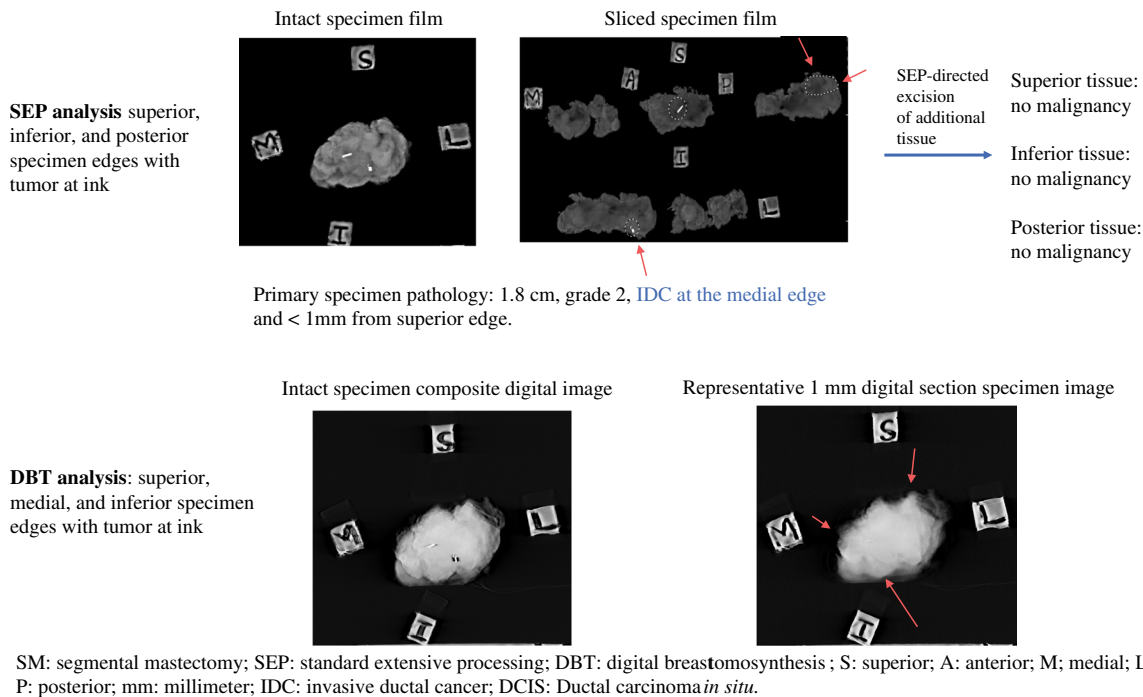 Intact specimen film
Sliced specimen film
S
M
L
I
S
A
P
M
I
L
SEP analysis superior,
inferior, and posterior
specimen edges with
tumor at ink
SEP-directed
excision
of additional
tissue
Superior tissue:
no malignancy
Inferior tissue:
no malignancy
Posterior tissue:
no malignancy
Primary specimen pathology: 1.8 cm, grade 2, IDC at the medial edge
and < 1mm from superior edge.
Intact specimen composite digital image
Representative 1 mm digital section specimen image
S
M
L
I
S
M
L
I
DBT analysis: superior,
medial, and inferior specimen
edges with tumor at ink
SM: segmental mastectomy; SEP: standard extensive processing; DBT: digital breast tomosynthesis ; S: superior; A: anterior; M; medial; L
P: posterior; mm: millimeter; IDC: invasive ductal cancer; DCIS: Ductal carcinoma in situ.